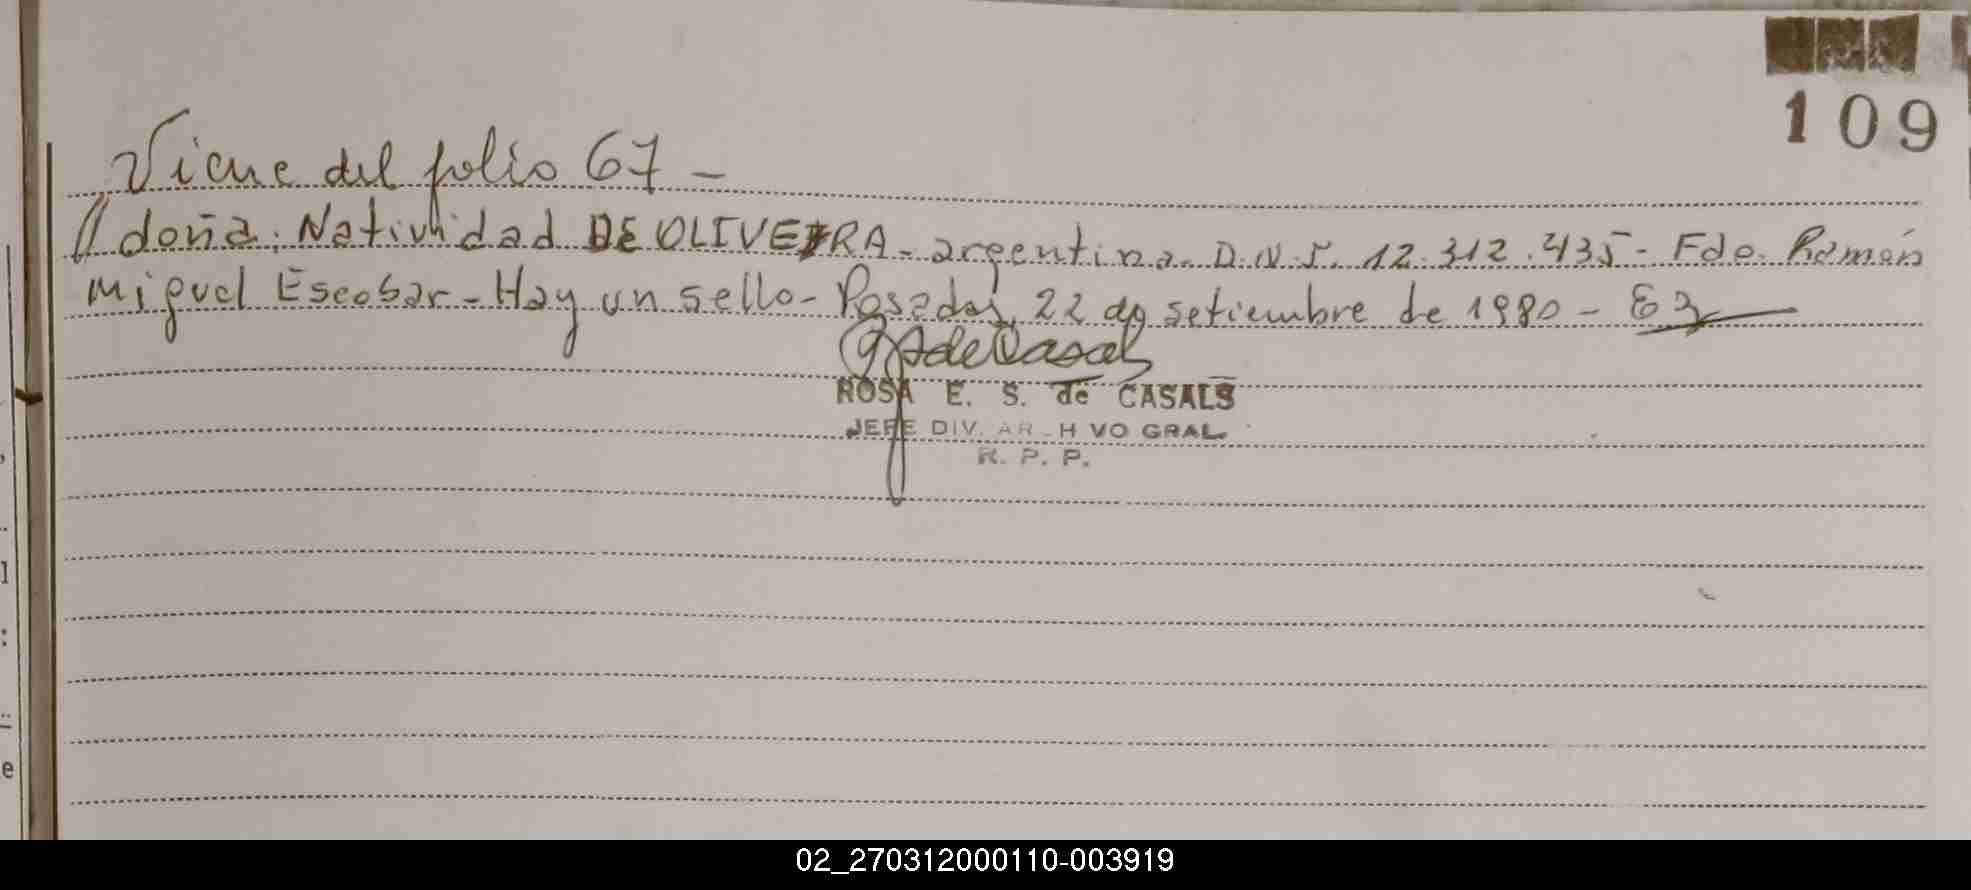 109
Viene del folio 67 -
// doña. Natividad DE OLIVEIRA - argentina. D.N.I. 12.312.435 - Fdo. Ramón
Miguel Escobar - Hay un sello - Posadas, 22 de setiembre de 1980 -
ROSA E. S. de CASALS
JEFE DIV. AR-H VO GRAL.
R. P. P.
02_270312000110-003919